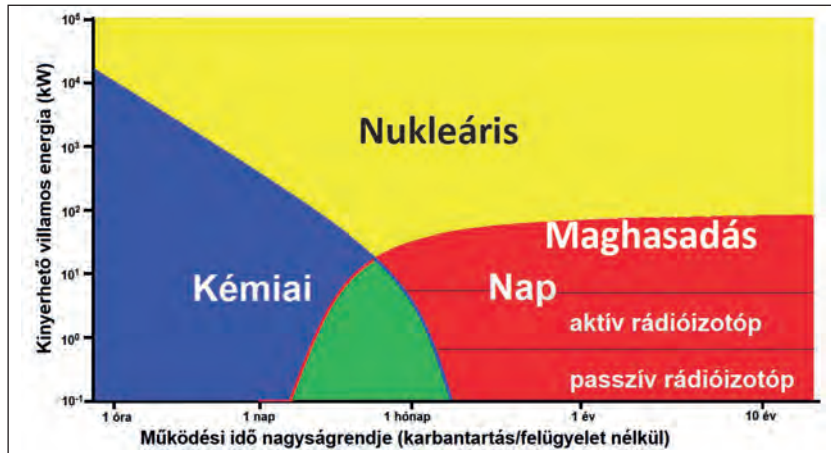 Kinyerhető villamos energia (kW)
10⁵
10⁴
10³
10²
10¹
10⁰
10⁻¹
Nukleáris
Maghasadás
Kémiai
Nap
aktív rádióizotóp
passzív rádióizotóp
1 óra
1 nap
1 hónap
1 év
10 év
Működési idő nagyságrendje (karbantartás/felügyelet nélkül)